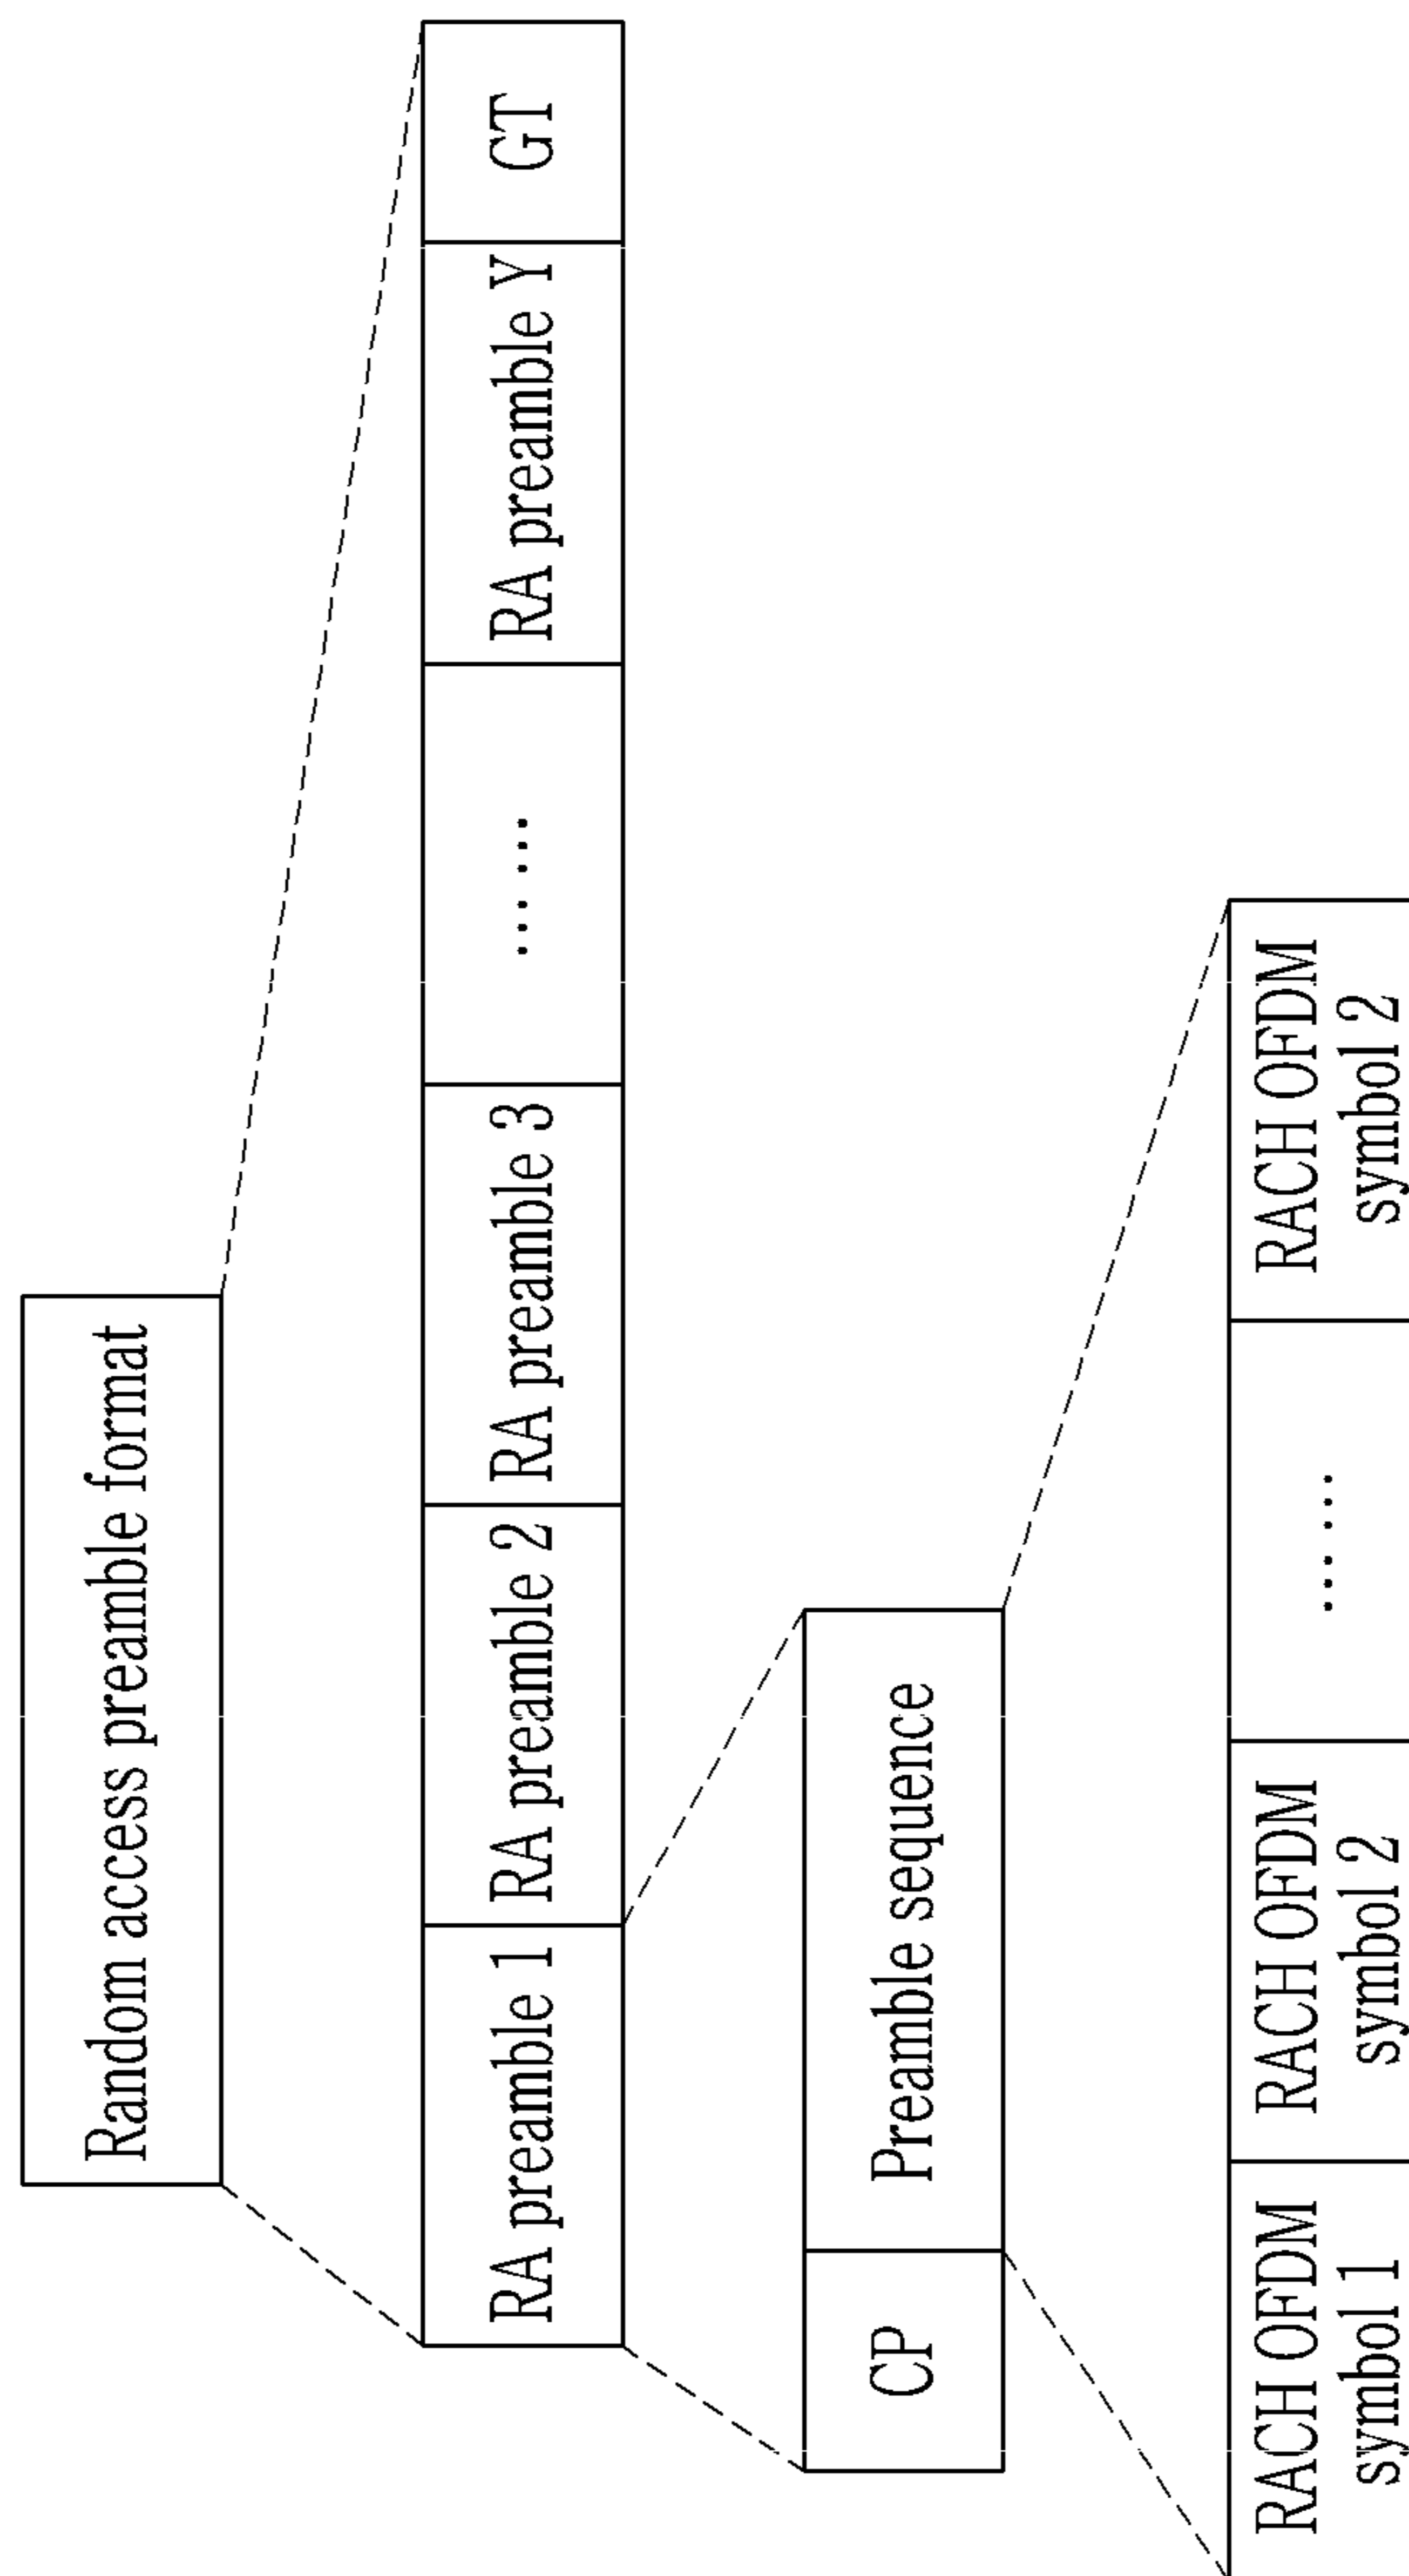 Random access preamble format
RA preamble 1
RA preamble 2
RA preamble 3
... ...
RA preamble Y
GT
CP
Preamble sequence
RACH OFDM
symbol 1
RACH OFDM
symbol 2
... ...
RACH OFDM
symbol 2